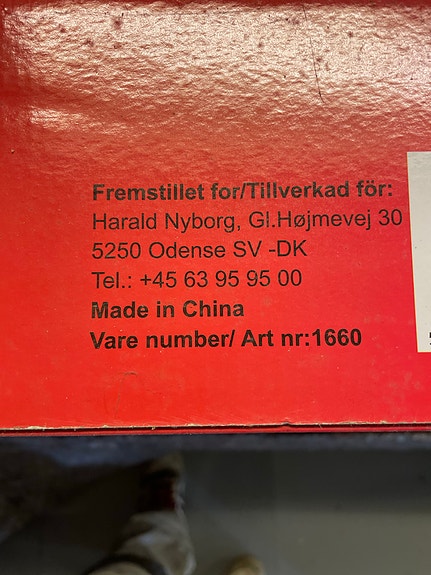 Fremstillet for/Tillverkad för:
Harald Nyborg, Gl.Højmevej 30
5250 Odense SV -DK
Tel.: +45 63 95 95 00
Made in China
Vare number/ Art nr:1660